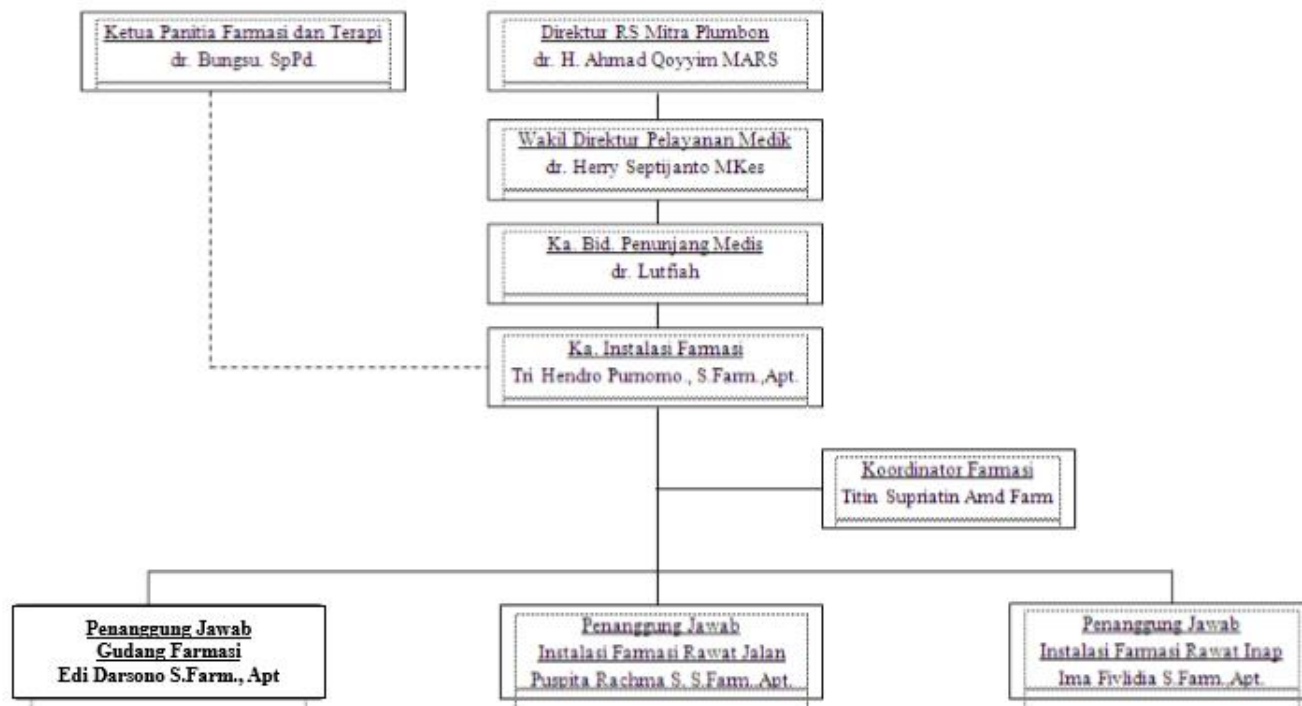 Ketua Panitia Farmasi dan Terapi
dr. Bungsu. SpPd.
Direktur RS Mitra Plumbon
dr. H. Ahmad Qoyyim MARS
Wakil Direktur Pelayanan Medik
dr. Herry Septijanto MKes
Ka. Bid. Penunjang Medis
dr. Lutfiah
Ka. Instalasi Farmasi
Tri Hendro Purnomo., S.Farm.,Apt.
Koordinator Farmasi
Titin Supriatin Amd Farm
Penanggung Jawab
Gudang Farmasi
Edi Darsono S.Farm., Apt
Penanggung Jawab
Instalasi Farmasi Rawat Jalan
Puspita Rachma S, S.Farm.,Apt.
Penanggung Jawab
Instalasi Farmasi Rawat Inap
Ima Fivlidia S.Farm.,Apt.